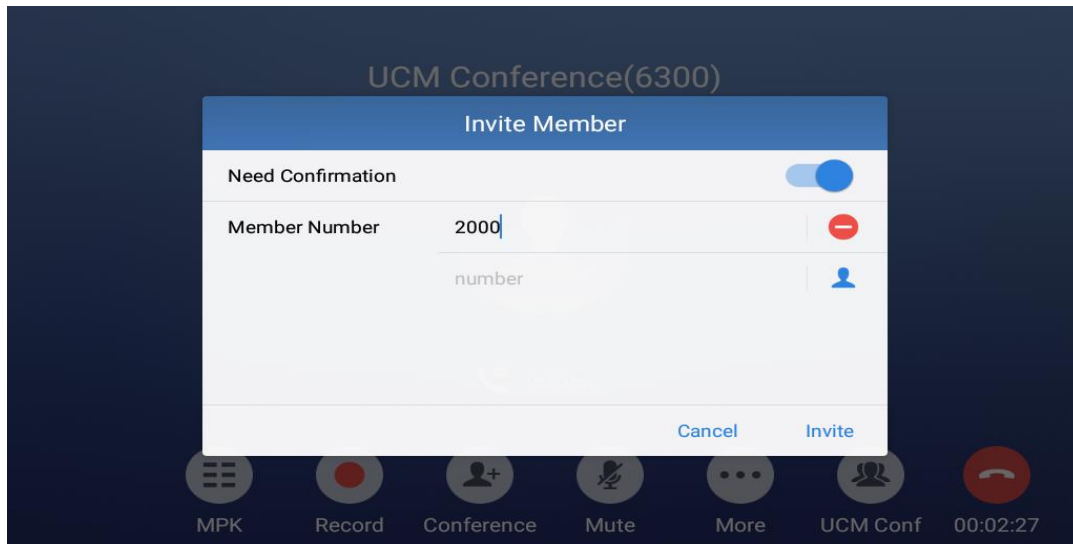 UCM Conference(6300)
Invite Member
Need Confirmation
Member Number 2000
number
Cancel Invite
MPK Record Conference Mute More UCM Conf 00:02:27